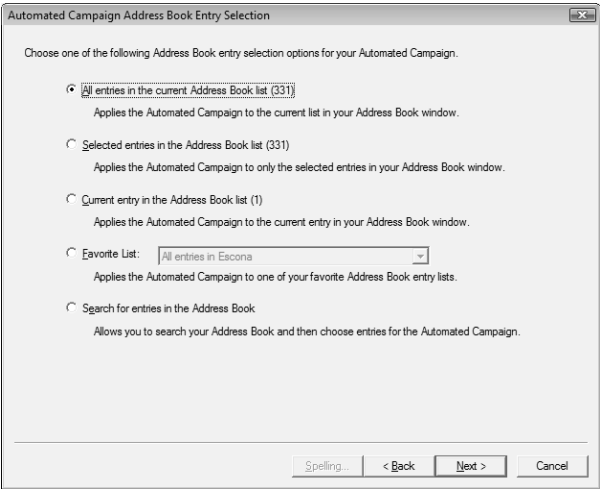 Automated Campaign Address Book Entry Selection
Choose one of the following Address Book entry selection options for your Automated Campaign.
All entries in the current Address Book list (331)
Applies the Automated Campaign to the current list in your Address Book window.
Selected entries in the Address Book list (331)
Applies the Automated Campaign to only the selected entries in your Address Book window.
Current entry in the Address Book list (1)
Applies the Automated Campaign to the current entry in your Address Book window.
Favorite List: All entries in Escona
Applies the Automated Campaign to one of your favorite Address Book entry lists.
Search for entries in the Address Book
Allows you to search your Address Book and then choose entries for the Automated Campaign.
Spelling... < Back Next > Cancel